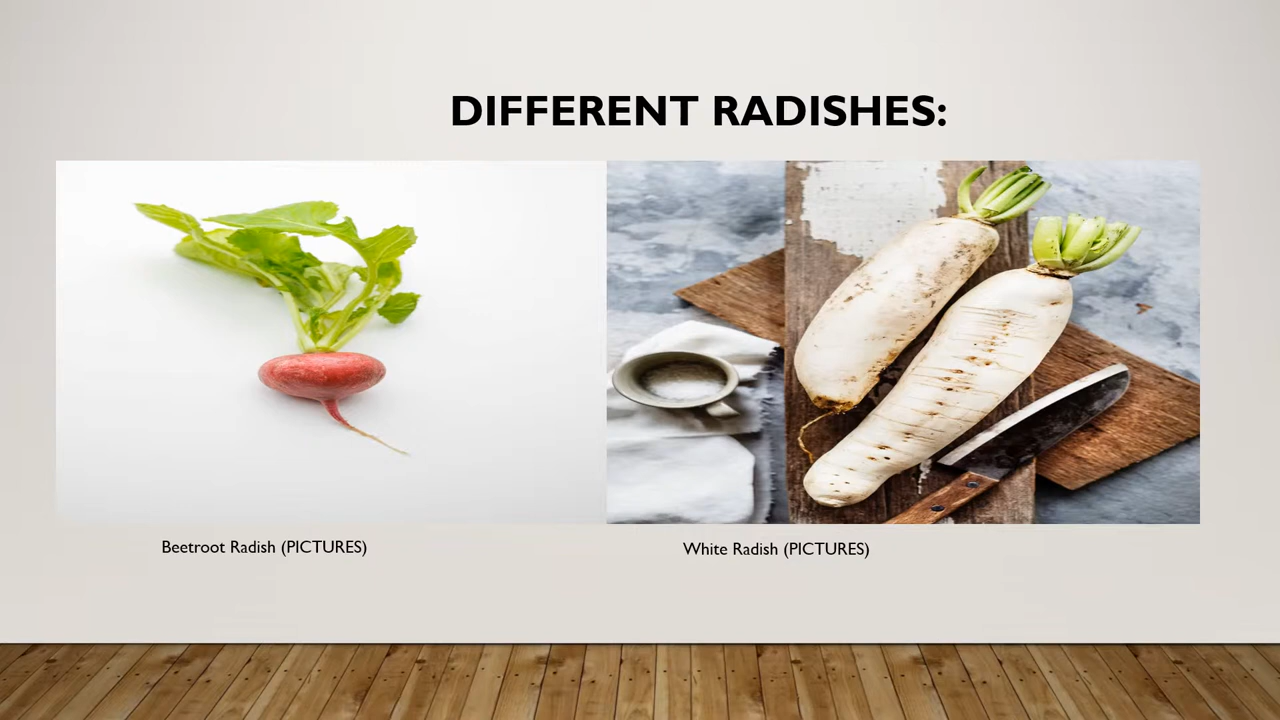 DIFFERENT RADISHES:
Beetroot Radish (PICTURES)
White Radish (PICTURES)